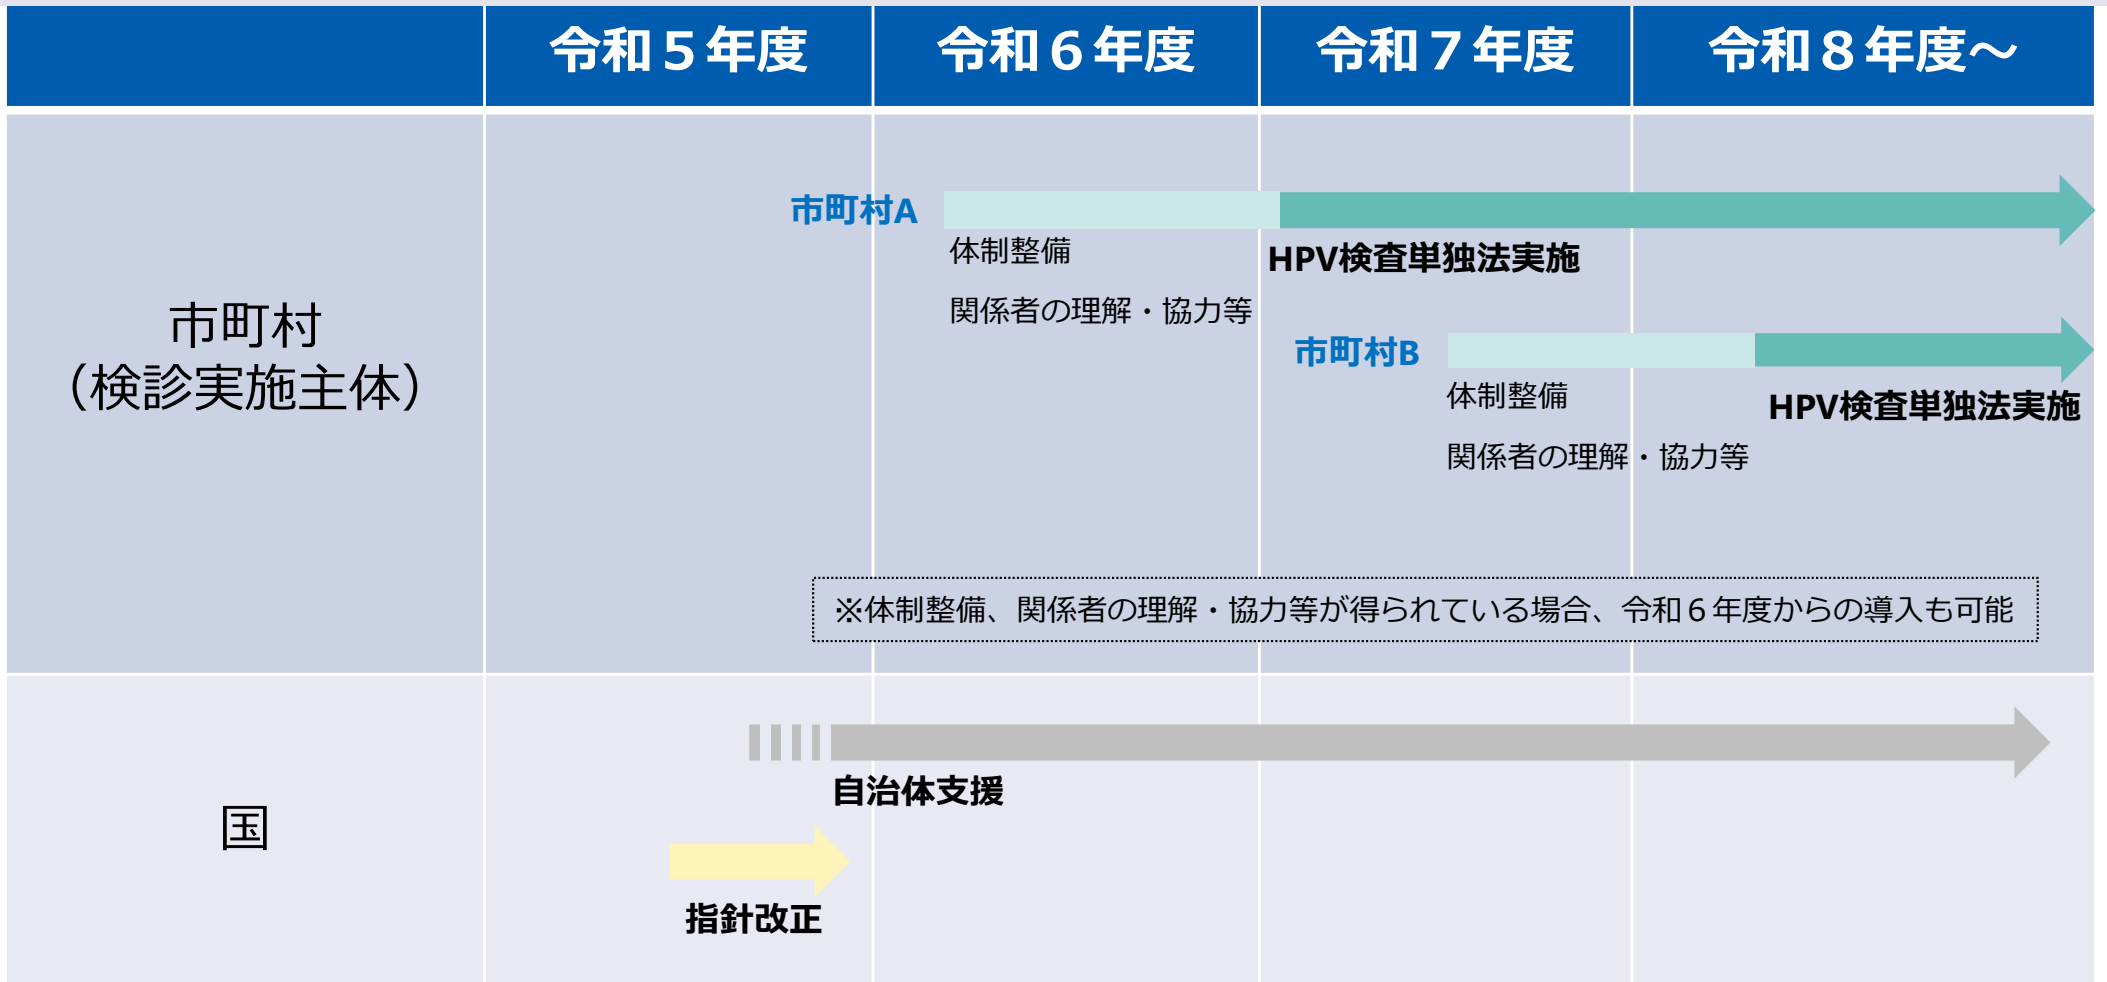 令和５年度
令和６年度
令和７年度
令和８年度～
市町村
（検診実施主体）
市町村A
体制整備
関係者の理解・協力等
HPV検査単独法実施
市町村B
体制整備
関係者の理解・協力等
HPV検査単独法実施
※体制整備、関係者の理解・協力等が得られている場合、令和６年度からの導入も可能
国
自治体支援
指針改正